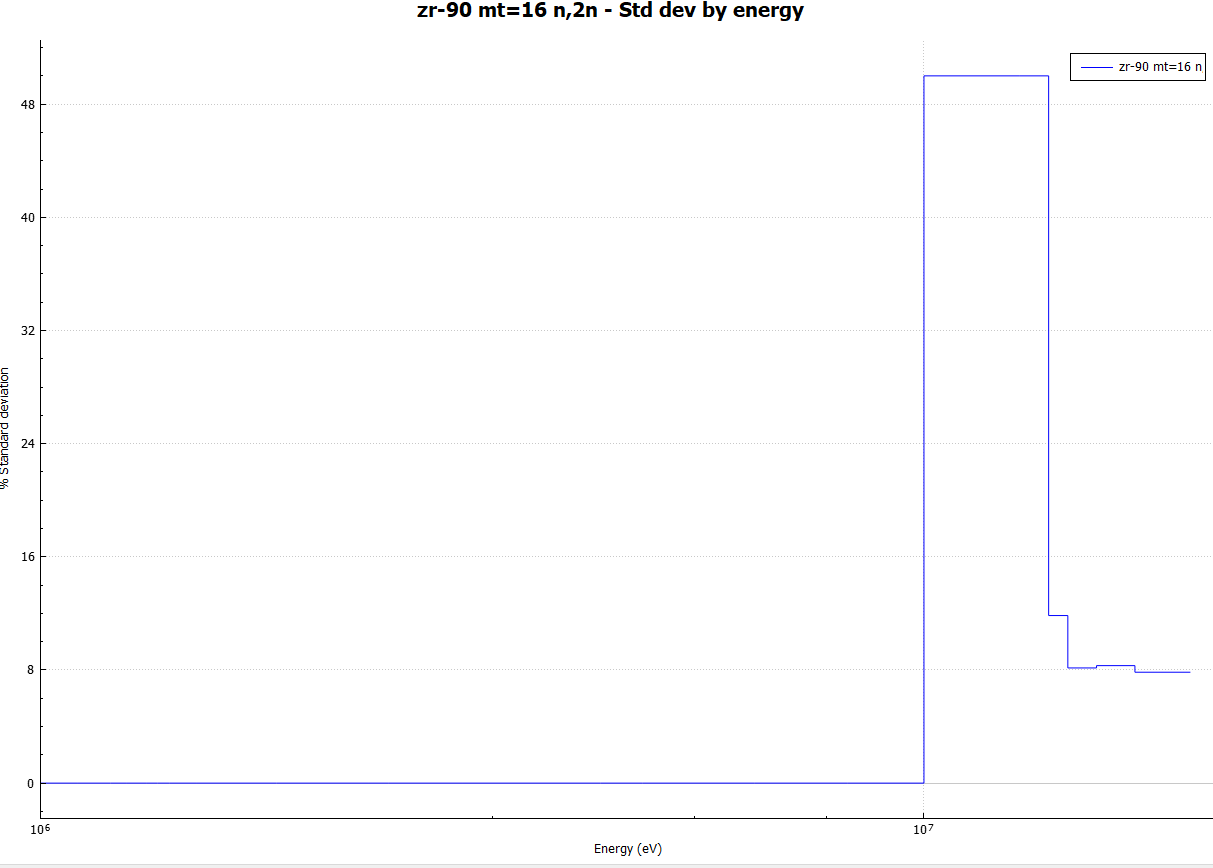 zr-90 mt=16 n,2n - Std dev by energy
zr-90 mt=16 n
48
40
32
24
16
8
0
% Standard deviation
10⁶
10⁷
Energy (eV)